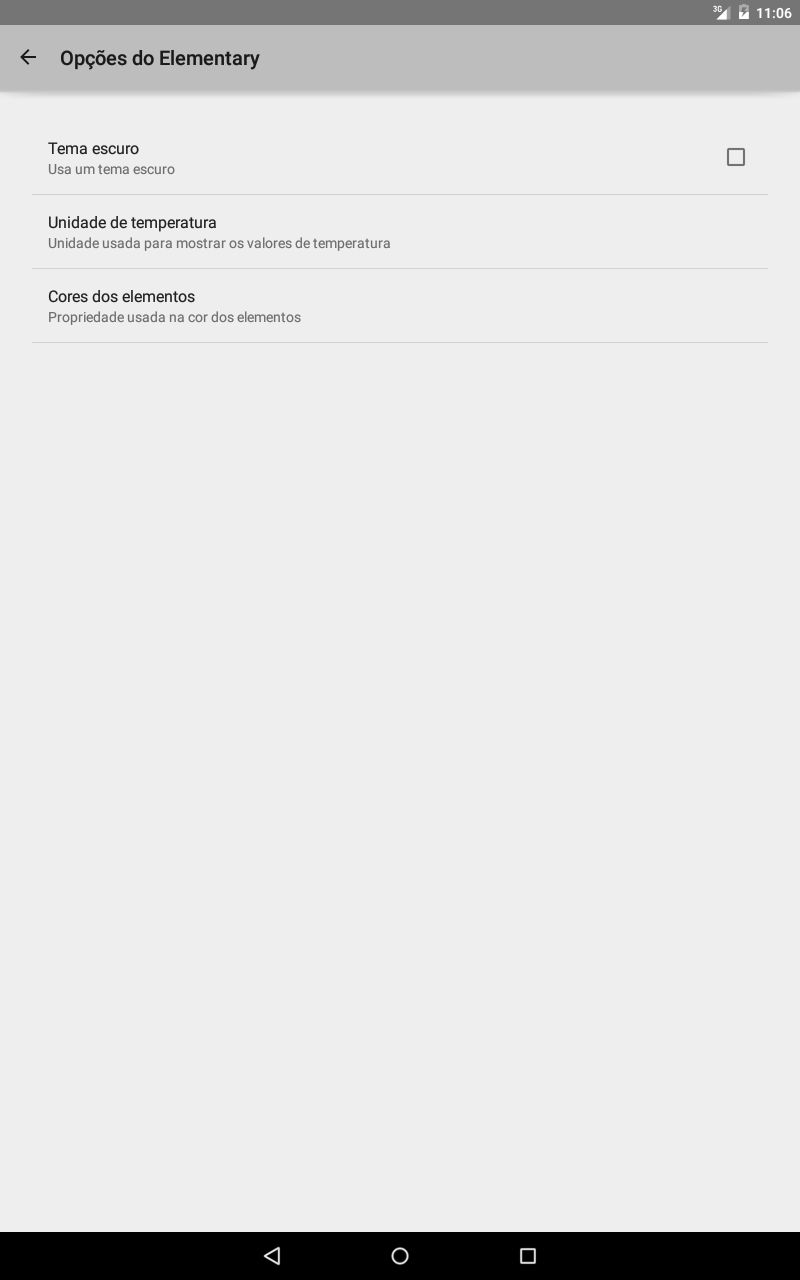 3G 11:06
Opções do Elementary
Tema escuro
Usa um tema escuro
Unidade de temperatura
Unidade usada para mostrar os valores de temperatura
Cores dos elementos
Propriedade usada na cor dos elementos